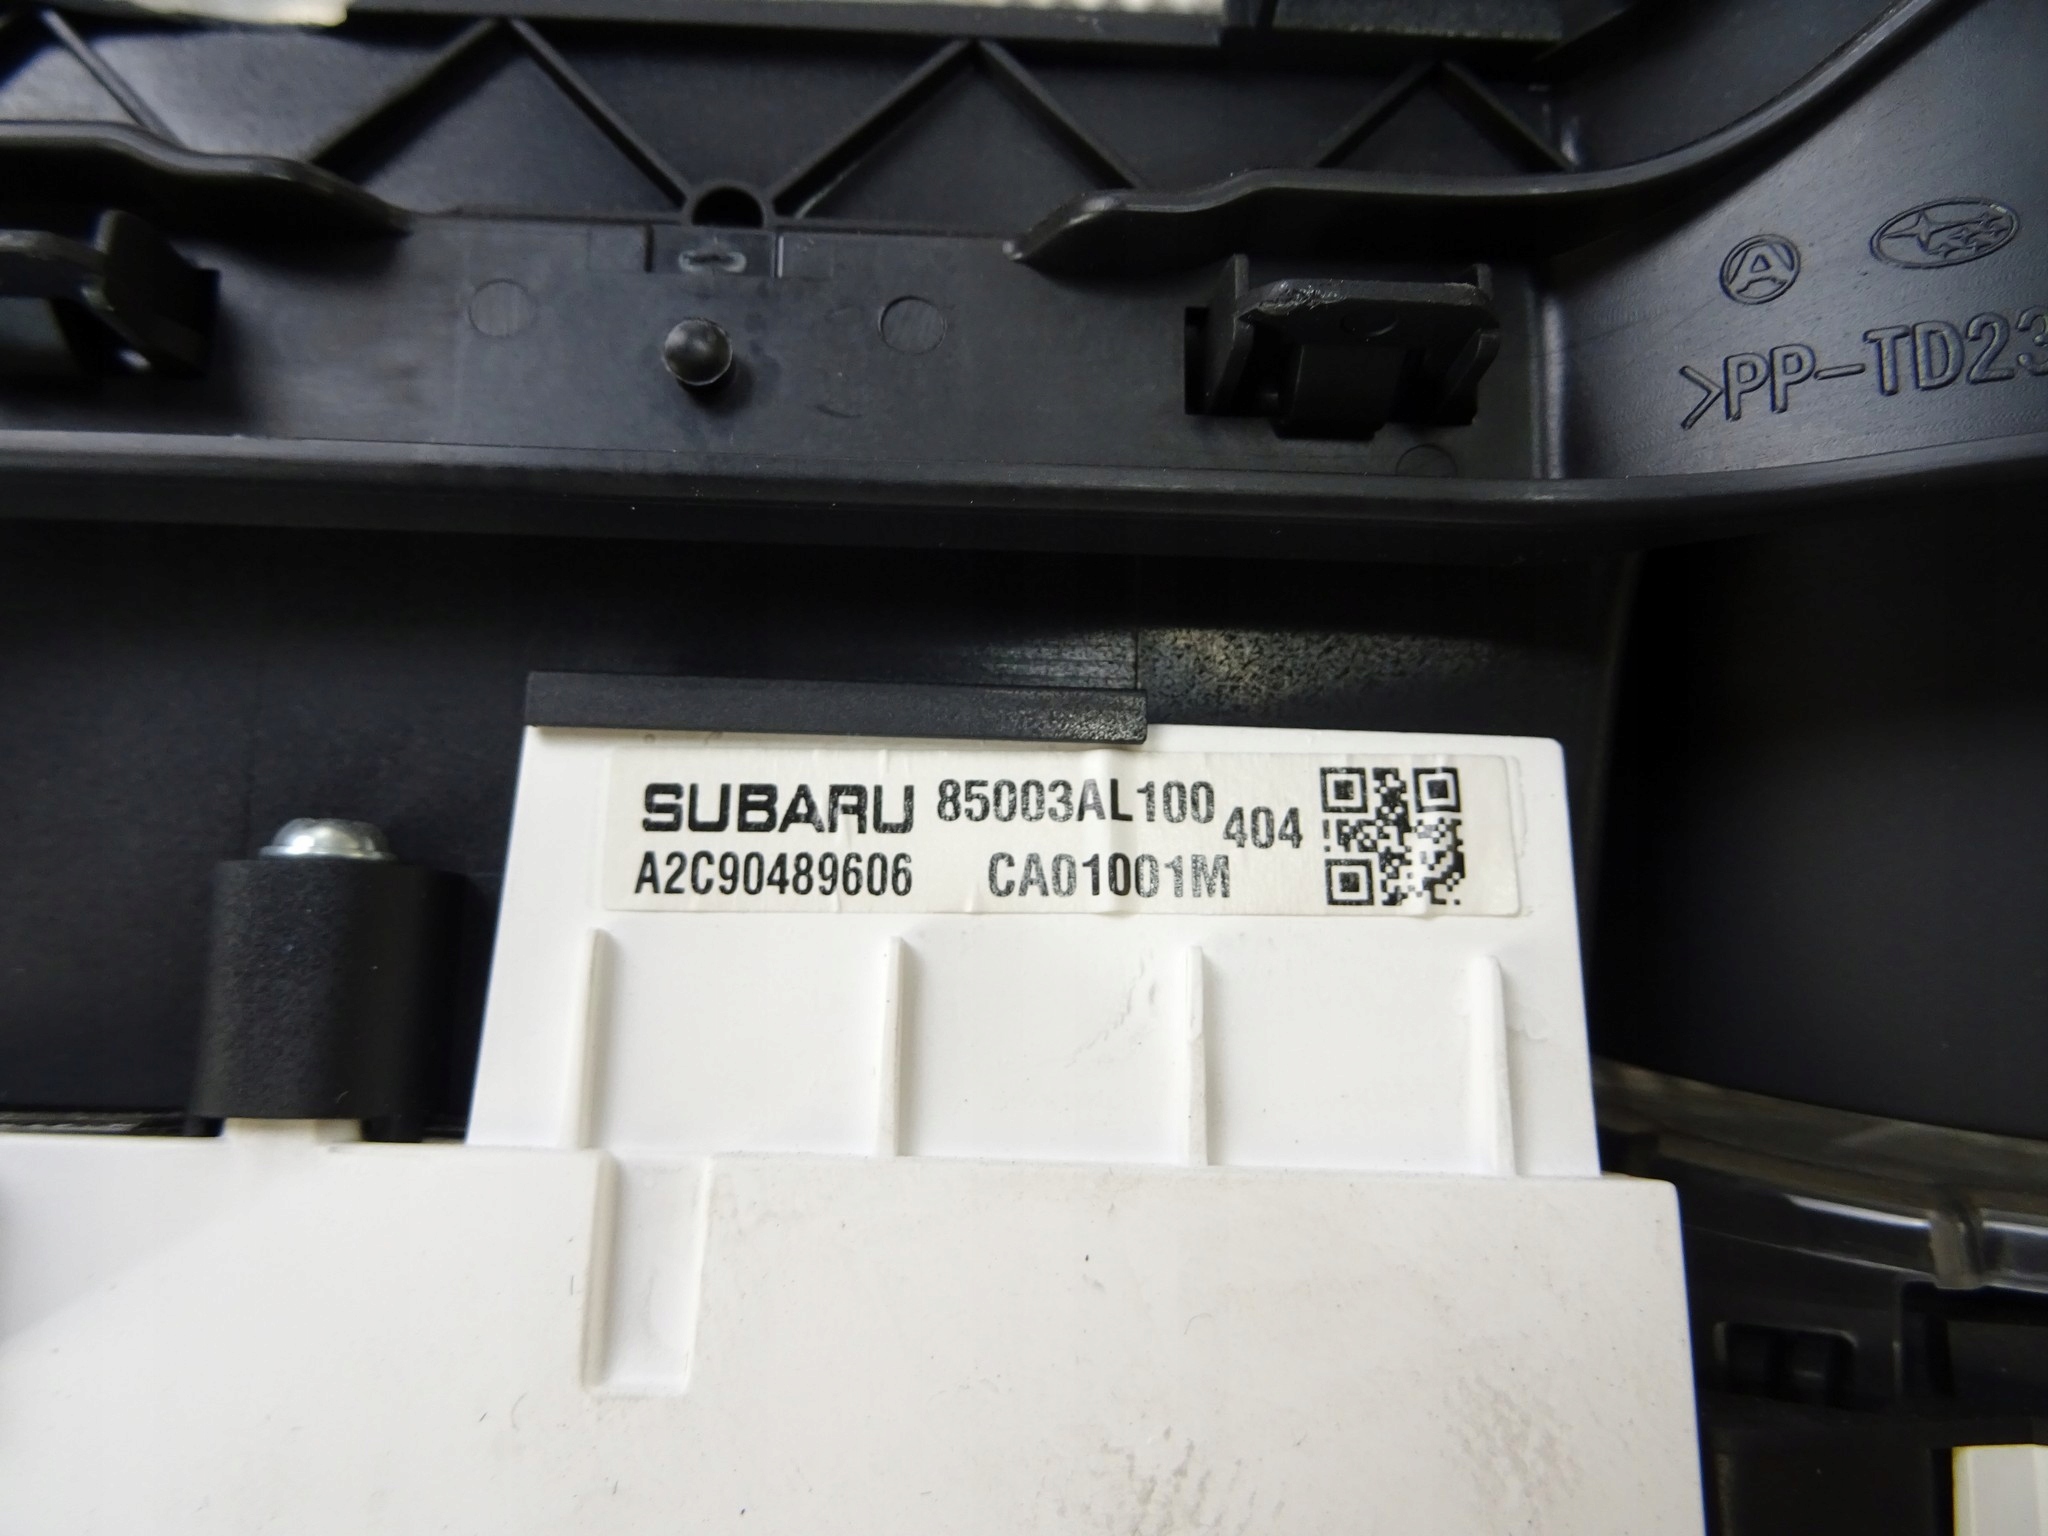 A
>PP-TD23
SUBARU 85003AL100 404
A2C90489606 CA01001M